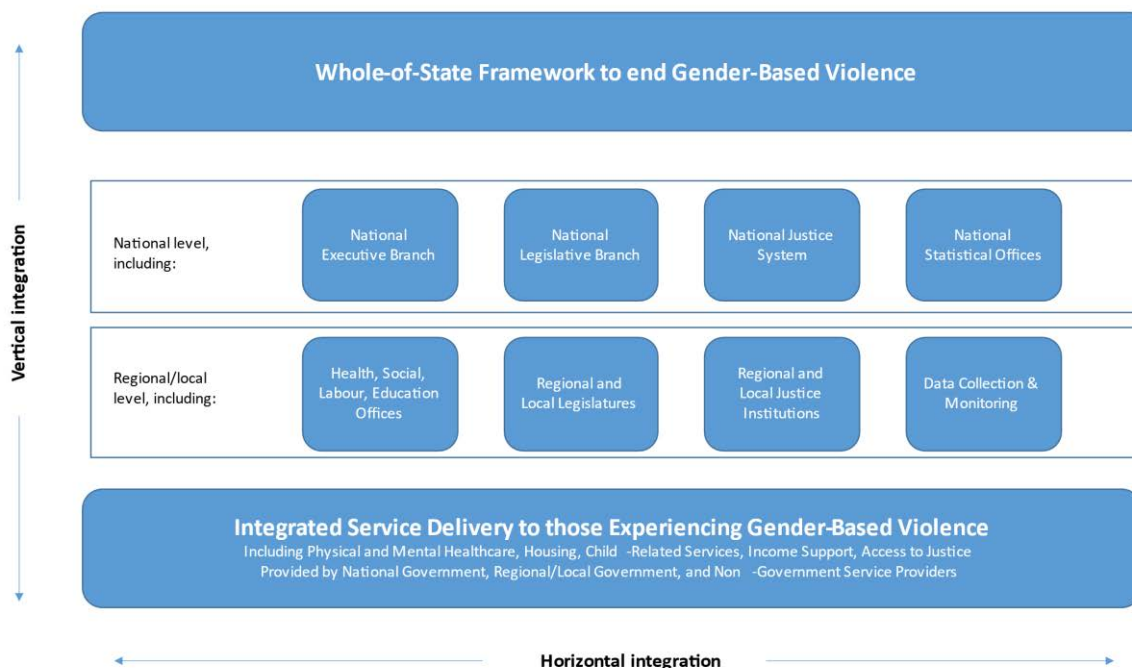 Whole-of-State Framework to end Gender-Based Violence
Vertical integration
National level,
including:
National
Executive Branch
National
Legislative Branch
National Justice
System
National
Statistical Offices
Regional/local
level, including:
Health, Social,
Labour, Education
Offices
Regional and
Local Legislatures
Regional and
Local Justice
Institutions
Data Collection &
Monitoring
Integrated Service Delivery to those Experiencing Gender-Based Violence
Including Physical and Mental Healthcare, Housing, Child -Related Services, Income Support, Access to Justice
Provided by National Government, Regional/Local Government, and Non -Government Service Providers
Horizontal integration